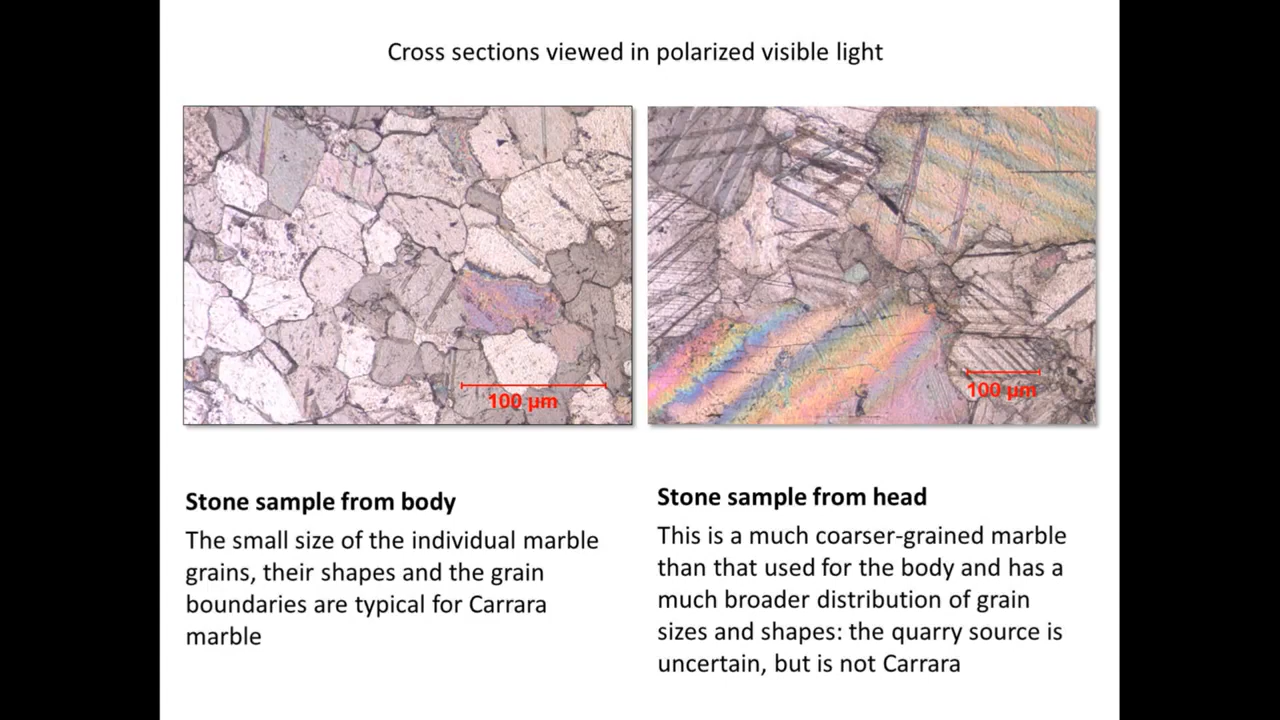 Cross sections viewed in polarized visible light
100 µm
100 µm
Stone sample from body
The small size of the individual marble
grains, their shapes and the grain
boundaries are typical for Carrara
marble
Stone sample from head
This is a much coarser-grained marble
than that used for the body and has a
much broader distribution of grain
sizes and shapes: the quarry source is
uncertain, but is not Carrara